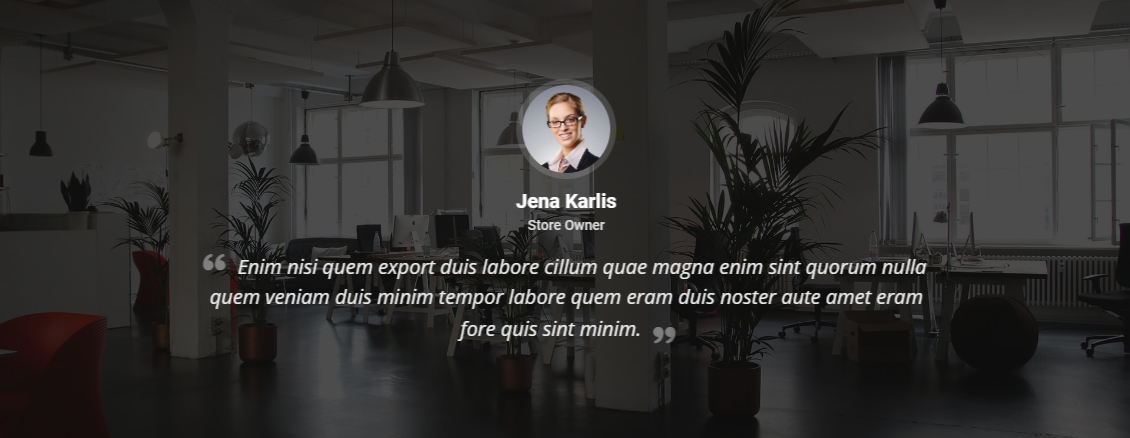 Jena Karlis
Store Owner
“ Enim nisi quem export duis labore cillum quae magna enim sint quorum nulla
quem veniam duis minim tempor labore quem eram duis noster aute amet eram
fore quis sint minim. ”